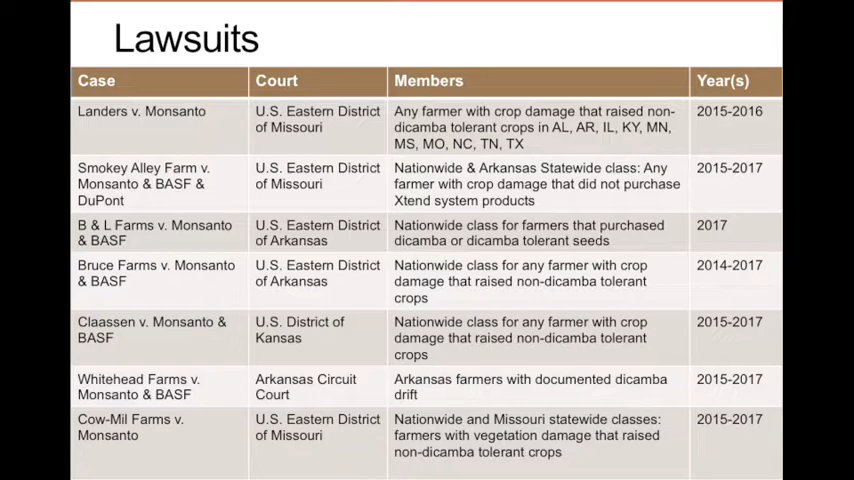 Lawsuits
Case Court Members Year(s)
Landers v. Monsanto U.S. Eastern District Any farmer with crop damage that raised non- 2015-2016
of Missouri dicamba tolerant crops in AL, AR, IL, KY, MN,
MS, MO, NC, TN, TX
Smokey Alley Farm v. U.S. Eastern District Nationwide & Arkansas Statewide class: Any 2015-2017
Monsanto & BASF & of Missouri farmer with crop damage that did not purchase
DuPont Xtend system products
B & L Farms v. Monsanto U.S. Eastern District Nationwide class for farmers that purchased 2017
& BASF of Arkansas dicamba or dicamba tolerant seeds
Bruce Farms v. Monsanto U.S. Eastern District Nationwide class for any farmer with crop 2014-2017
& BASF of Arkansas damage that raised non-dicamba tolerant
crops
Claassen v. Monsanto & U.S. District of Nationwide class for any farmer with crop 2015-2017
BASF Kansas damage that raised non-dicamba tolerant
crops
Whitehead Farms v. Arkansas Circuit Arkansas farmers with documented dicamba 2015-2017
Monsanto & BASF Court drift
Cow-Mil Farms v. U.S. Eastern District Nationwide and Missouri statewide classes: 2015-2017
Monsanto of Missouri farmers with vegetation damage that raised
non-dicamba tolerant crops